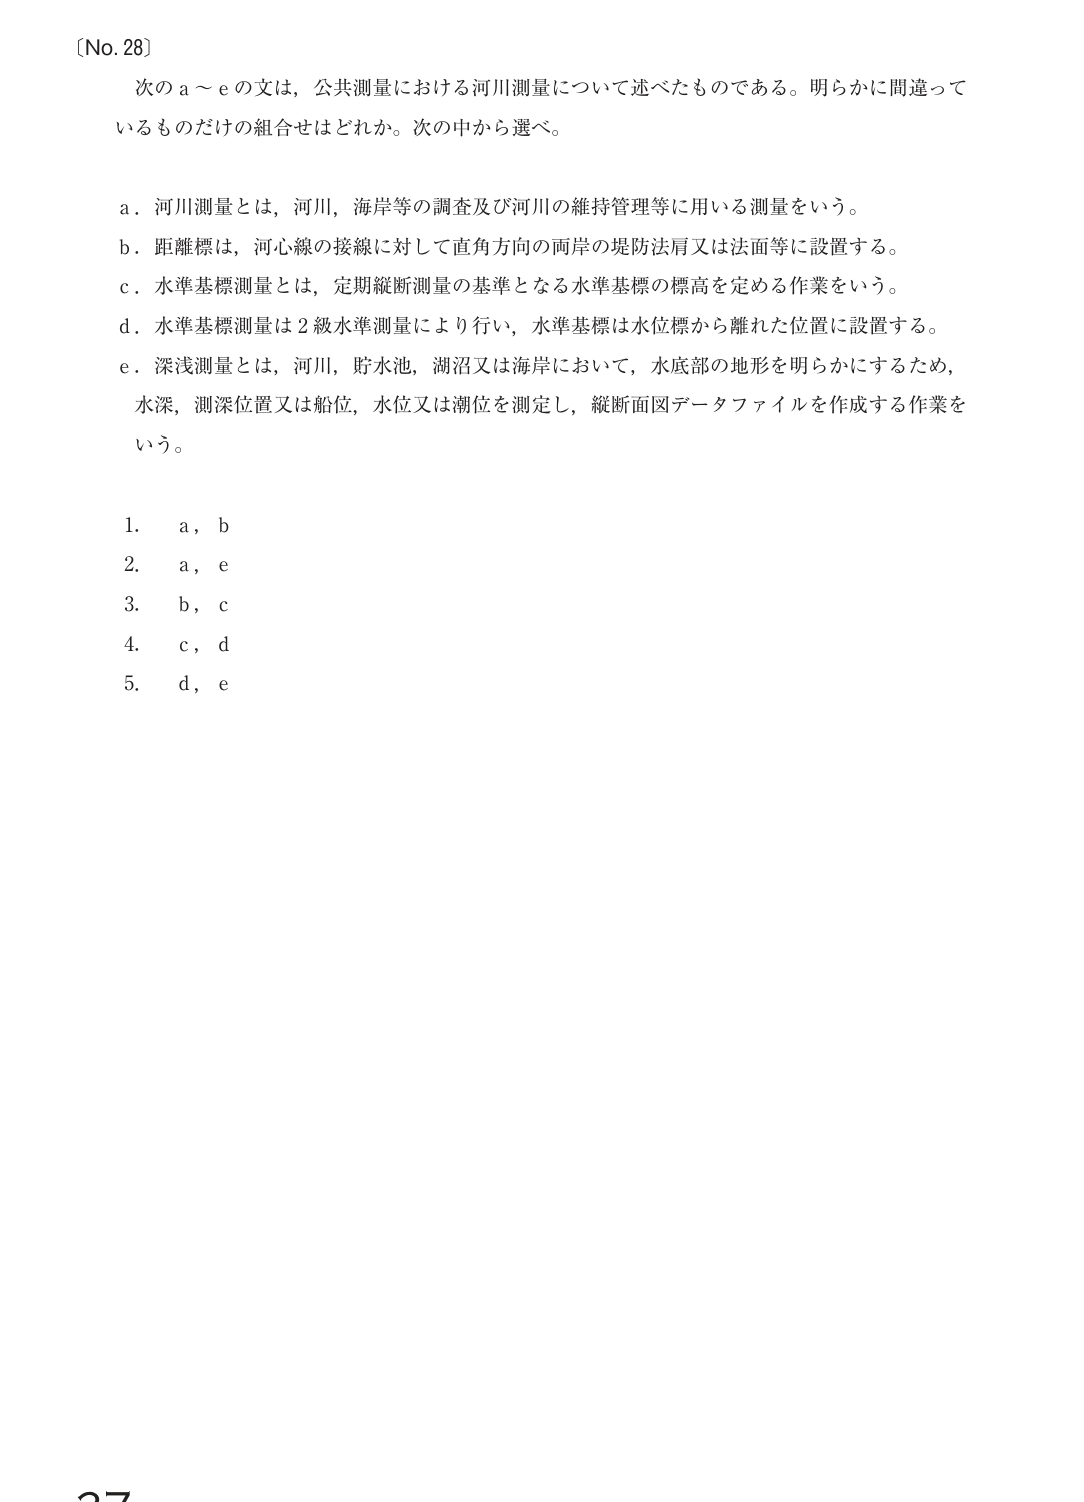 〔No. 28〕
次のａ～ｅの文は，公共測量における河川測量について述べたものである。明らかに間違って
いるものだけの組合せはどれか。次の中から選べ。
ａ．河川測量とは，河川，海岸等の調査及び河川の維持管理等に用いる測量をいう。
ｂ．距離標は，河心線の接線に対して直角方向の両岸の堤防法肩又は法面等に設置する。
ｃ．水準基標測量とは，定期縦断測量の基準となる水準基標の標高を定める作業をいう。
ｄ．水準基標測量は２級水準測量により行い，水準基標は水位標から離れた位置に設置する。
ｅ．深浅測量とは，河川，貯水池，湖沼又は海岸において，水底部の地形を明らかにするため，
水深，測深位置又は船位，水位又は潮位を測定し，縦断面図データファイルを作成する作業を
いう。
1. ａ，ｂ
2. ａ，ｅ
3. ｂ，ｃ
4. ｃ，ｄ
5. ｄ，ｅ